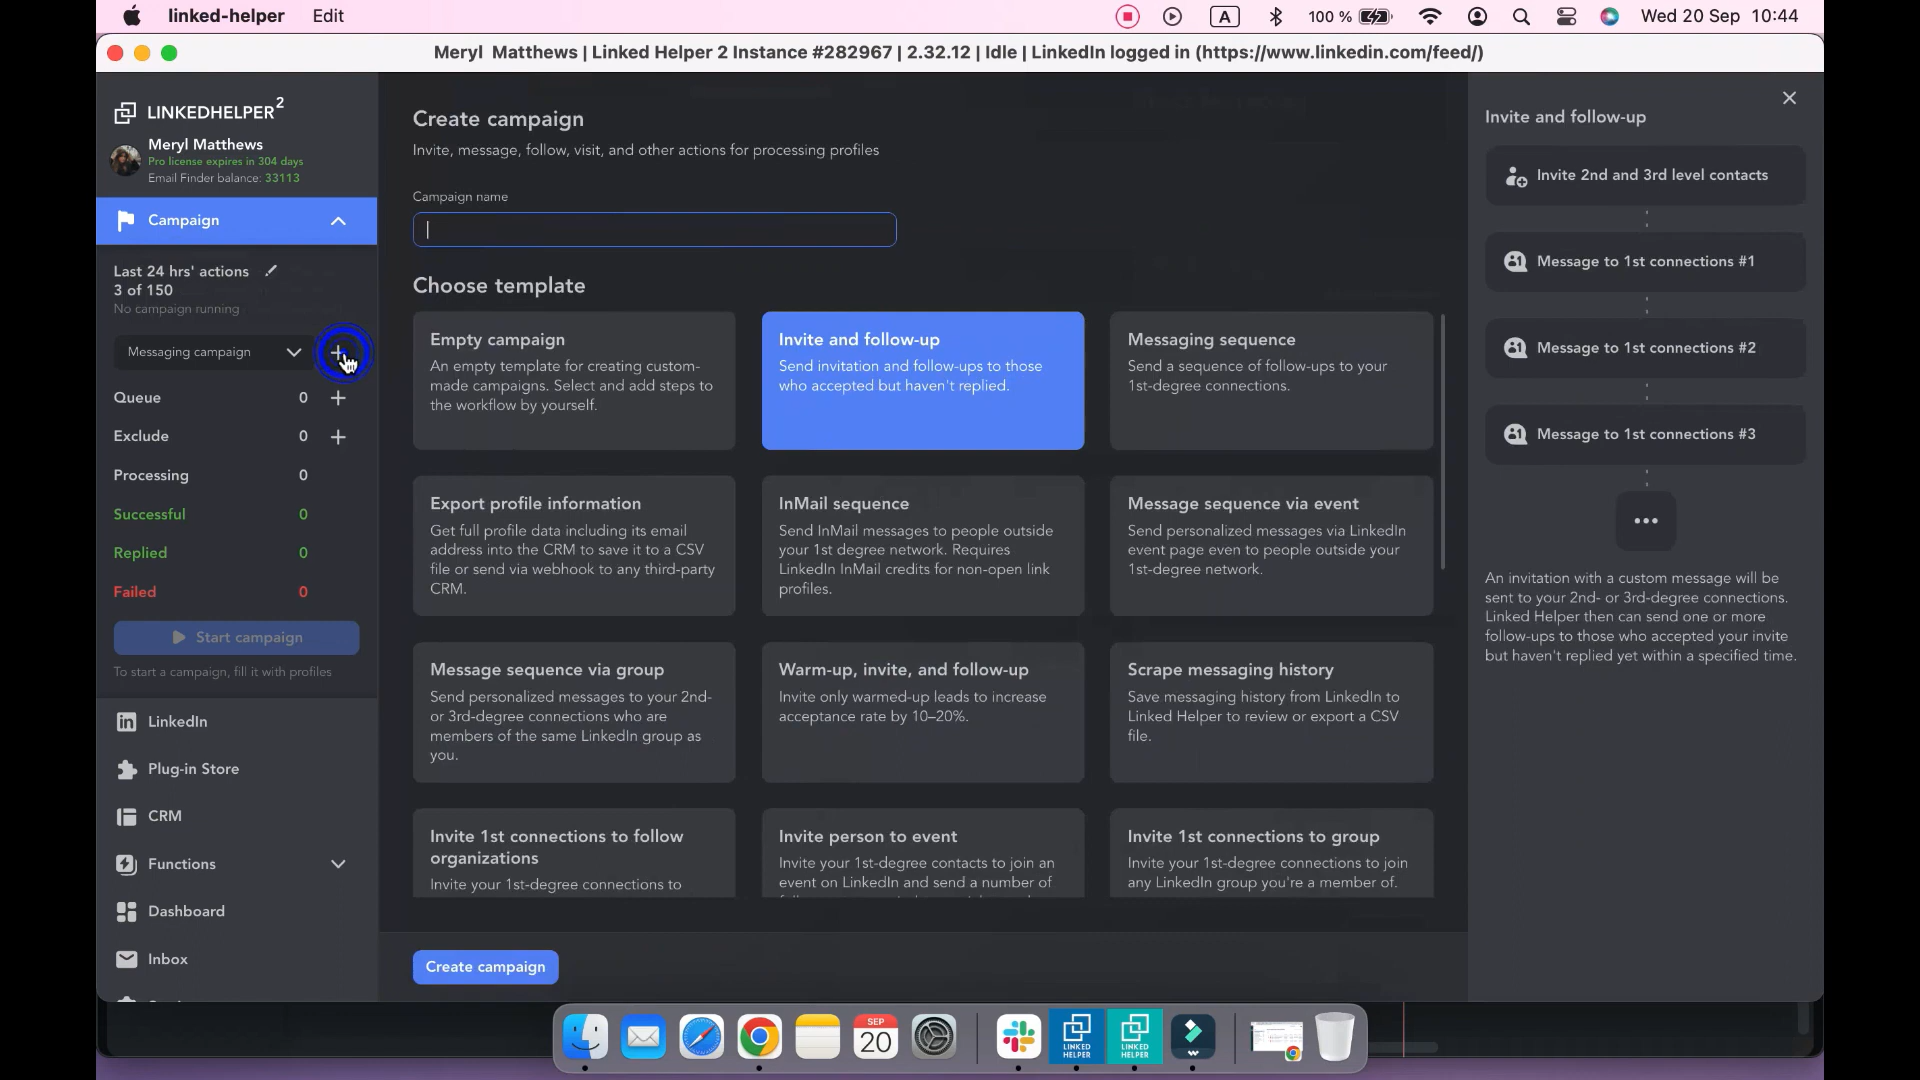 linked-helper Edit
A 100 % Wed 20 Sep 10:44
Meryl Matthews | Linked Helper 2 Instance #282967 | 2.32.12 | Idle | LinkedIn logged in (https://www.linkedin.com/feed/)
LINKEDHELPER 2
Meryl Matthews
Pro license expires in 304 days
Email Finder balance: 33113
Campaign
Last 24 hrs' actions
3 of 150
No campaign running
Messaging campaign
Queue 0
Exclude 0
Processing 0
Successful 0
Replied 0
Failed 0
Start campaign
To start a campaign, fill it with profiles
LinkedIn
Plug-in Store
CRM
Functions
Dashboard
Inbox
Create campaign
Invite, message, follow, visit, and other actions for processing profiles
Campaign name
Choose template
Empty campaign
An empty template for creating custom-
made campaigns. Select and add steps to
the workflow by yourself.
Invite and follow-up
Send invitation and follow-ups to those
who accepted but haven't replied.
Messaging sequence
Send a sequence of follow-ups to your
1st-degree connections.
Export profile information
Get full profile data including its email
address into the CRM to save it to a CSV
file or send via webhook to any third-party
CRM.
InMail sequence
Send InMail messages to people outside
your 1st degree network. Requires
LinkedIn InMail credits for non-open link
profiles.
Message sequence via event
Send personalized messages via LinkedIn
event page even to people outside your
1st-degree network.
Message sequence via group
Send personalized messages to your 2nd-
or 3rd-degree connections who are
members of the same LinkedIn group as
you.
Warm-up, invite, and follow-up
Invite only warmed-up leads to increase
acceptance rate by 10–20%.
Scrape messaging history
Save messaging history from LinkedIn to
Linked Helper to review or export a CSV
file.
Invite 1st connections to follow
organizations
Invite your 1st-degree connections to
Invite person to event
Invite your 1st-degree contacts to join an
event on LinkedIn and send a number of
Invite 1st connections to group
Invite your 1st-degree connections to join
any LinkedIn group you're a member of.
Create campaign
Invite and follow-up
Invite 2nd and 3rd level contacts
Message to 1st connections #1
Message to 1st connections #2
Message to 1st connections #3
An invitation with a custom message will be
sent to your 2nd- or 3rd-degree connections.
Linked Helper then can send one or more
follow-ups to those who accepted your invite
but haven't replied yet within a specified time.
SEP
20
LINKED
HELPER
LINKED
HELPER